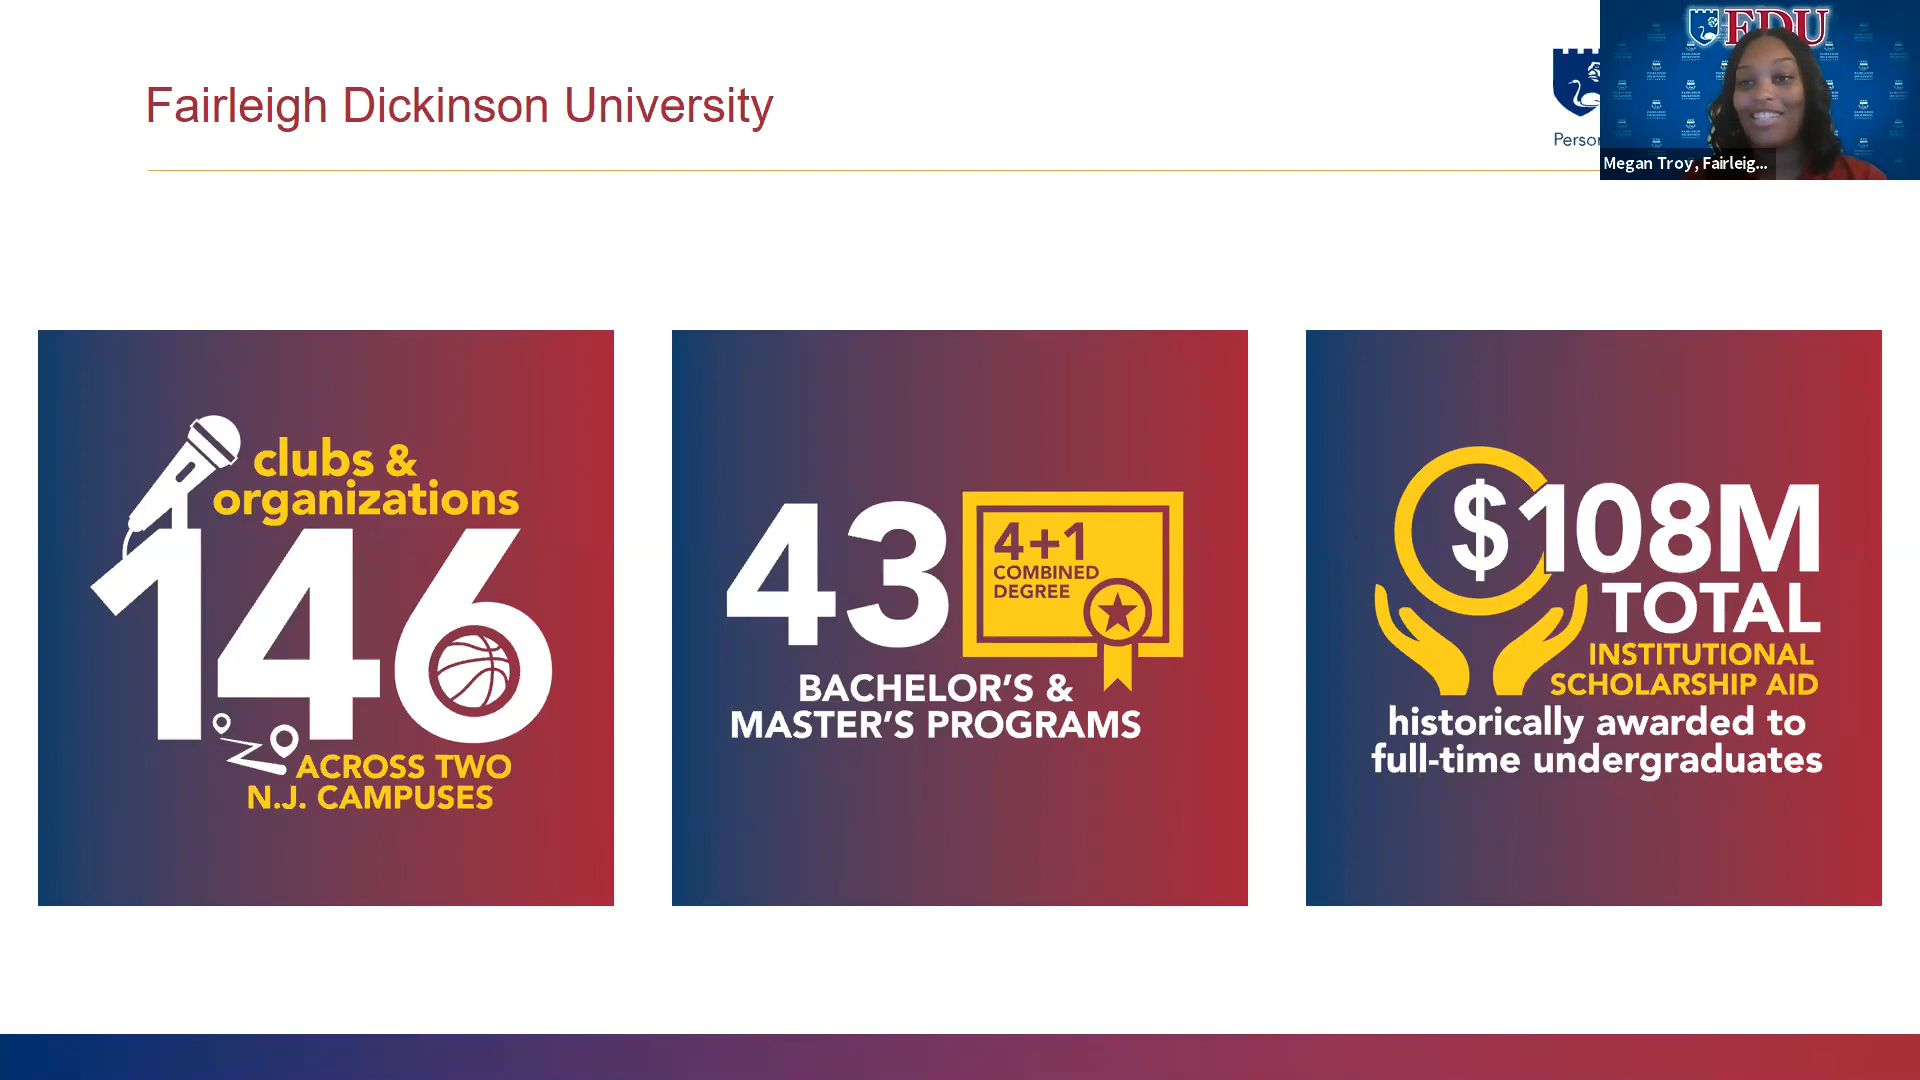 Fairleigh Dickinson University
FDU
Megan Troy, Fairleig...
clubs &
organizations
146
ACROSS TWO
N.J. CAMPUSES
43
4+1
COMBINED
DEGREE
BACHELOR'S &
MASTER'S PROGRAMS
$108M
TOTAL
INSTITUTIONAL
SCHOLARSHIP AID
historically awarded to
full-time undergraduates